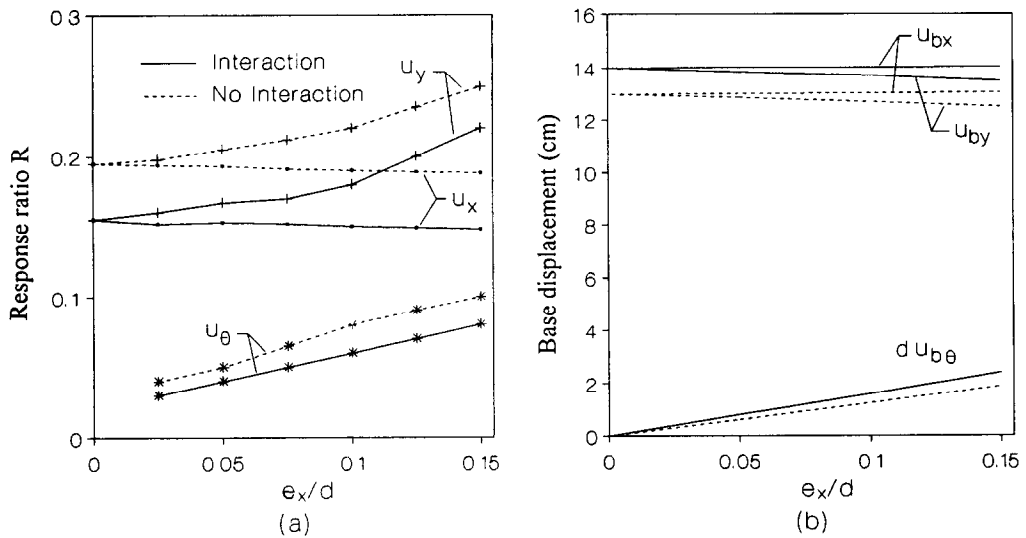 0.3
Interaction
No Interaction
u_y
0.2
u_x
0.1
u_θ
0
0
0.05
0.1
0.15
Response ratio R
e_x/d
(a)
16
u_bx
14
12
u_by
10
8
6
4
d u_bθ
2
0
0
0.05
0.1
0.15
Base displacement (cm)
e_x/d
(b)